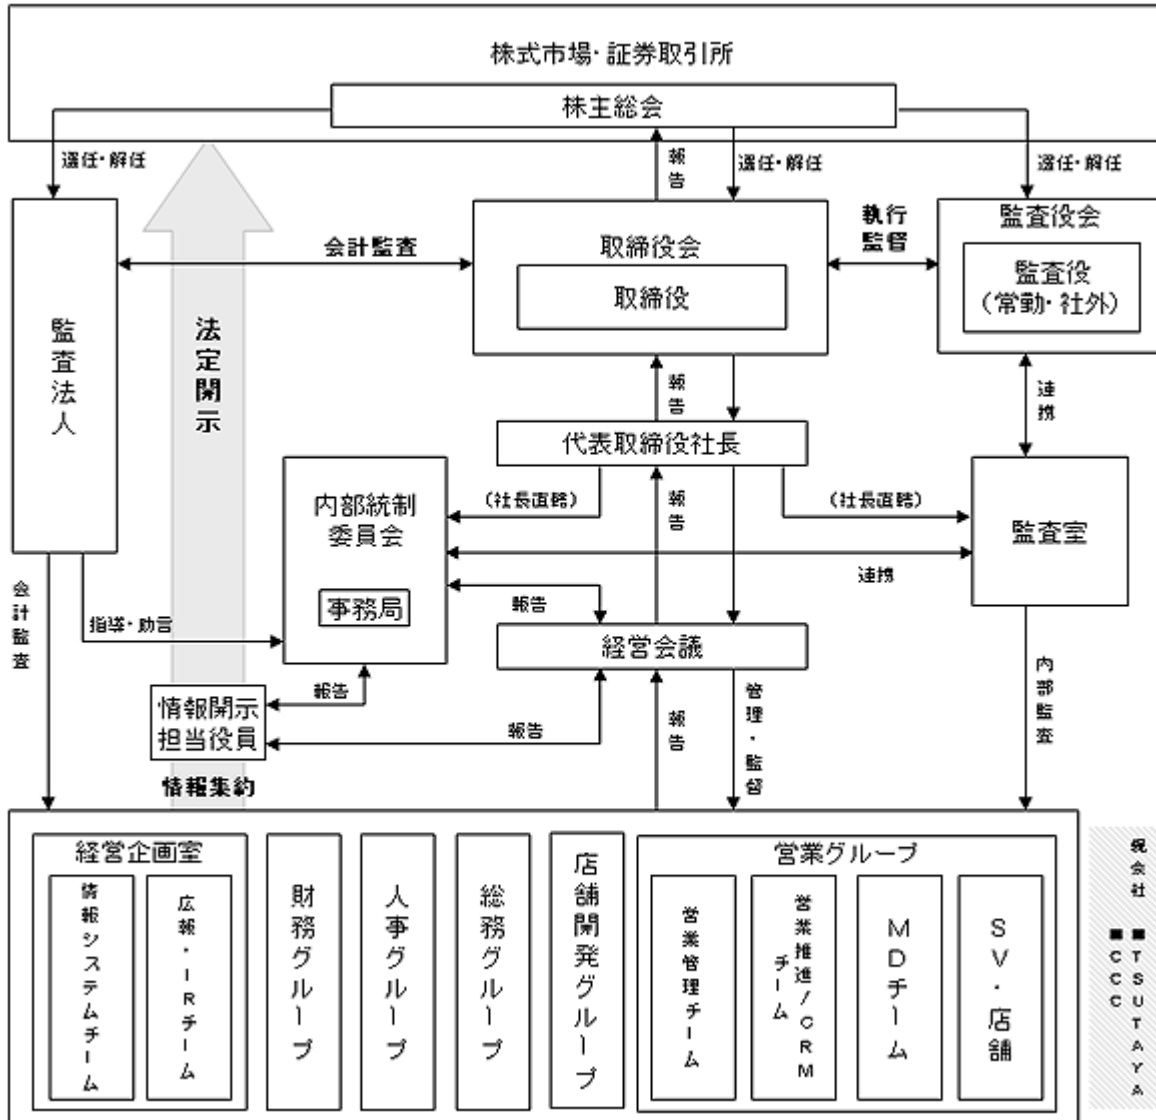 株式市場・証券取引所
株主総会
選任・解任
報告
選任・解任
選任・解任
監査法人
会計監査
取締役会
取締役
執行
監督
監査役会
監査役
(常勤・社外)
法定開示
報告
連携
代表取締役社長
内部統制
委員会
事務局
(社長直轄)
報告
(社長直轄)
監査室
連携
報告
会計監査
指導・助言
経営会議
報告
情報開示
担当役員
報告
報告
管理・監督
内部監査
情報集約
経営企画室
情報システムチーム
広報・IRチーム
財務グループ
人事グループ
総務グループ
店舗開発グループ
営業グループ
営業管理チーム
営業推進/CRM
チーム
MDチーム
SV・店舗
親会社 ■TSUTAYA
■CCC